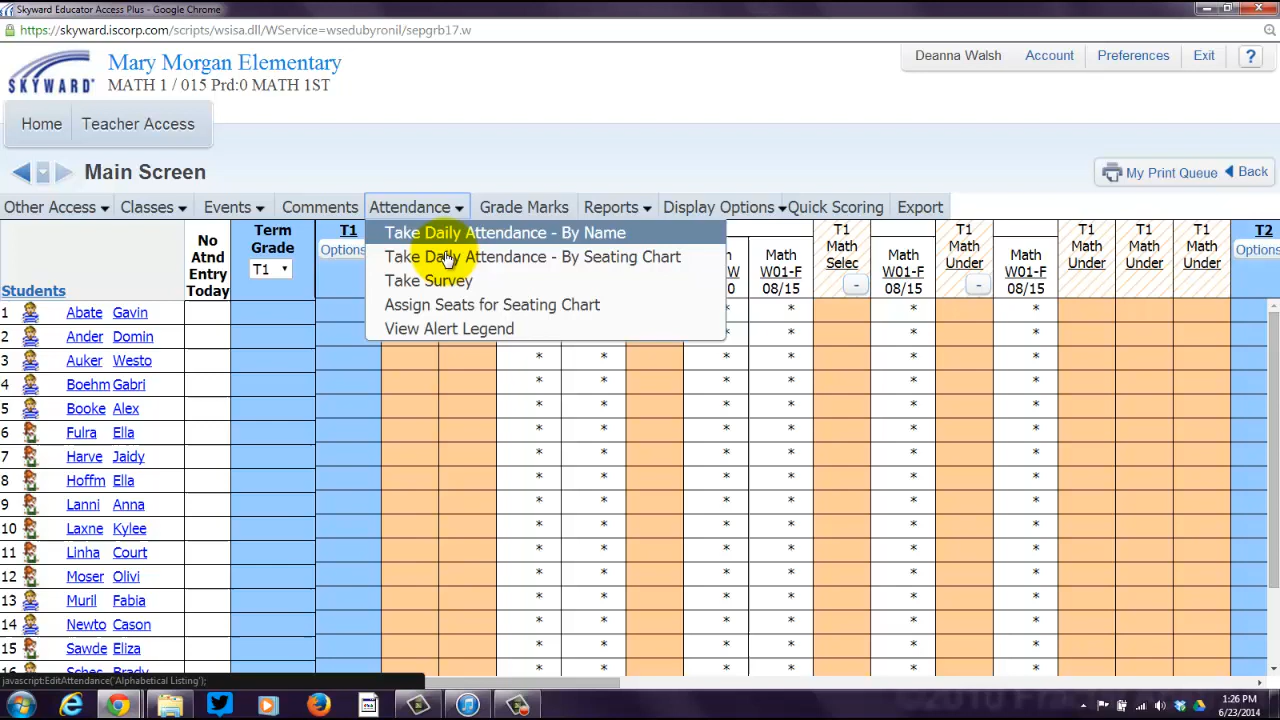 Skyward Educator Access Plus - Google Chrome
https://skyward.iscorp.com/scripts/wsisa.dll/WService=wsedubyronil/sepgrb17.w
SKYWARD
Mary Morgan Elementary
MATH 1 / 015 Prd:0 MATH 1ST
Deanna Walsh Account Preferences Exit ?
Home Teacher Access
Main Screen
My Print Queue Back
Other Access Classes Events Comments Attendance Grade Marks Reports Display Options Quick Scoring Export
Take Daily Attendance - By Name
Take Daily Attendance - By Seating Chart
Take Survey
Assign Seats for Seating Chart
View Alert Legend
Students
No Atnd Entry Today
Term Grade
T1
T1
Options
W
0
Math W01-F 08/15
T1 Math Selec
-
Math W01-F 08/15
T1 Math Under
-
Math W01-F 08/15
T1 Math Under
T1 Math Under
T1 Math Under
T2
Options
* * * *
* * * *
1 Abate Gavin * * *
2 Ander Domin * * *
3 Auker Westo * * * * * *
4 Boehm Gabri * * * * * *
5 Booke Alex * * * * * *
6 Fulra Ella * * * * * *
7 Harve Jaidy * * * * * *
8 Hoffm Ella * * * * * *
9 Lanni Anna * * * * * *
10 Laxne Kylee * * * * * *
11 Linha Court * * * * * *
12 Moser Olivi * * * * * *
13 Muril Fabia * * * * * *
14 Newto Cason * * * * * *
15 Sawde Eliza * * * * * *
16 Sches Brady * * * * * *
javascript:EditAttendance('Alphabetical Listing');
1:26 PM
6/23/2014